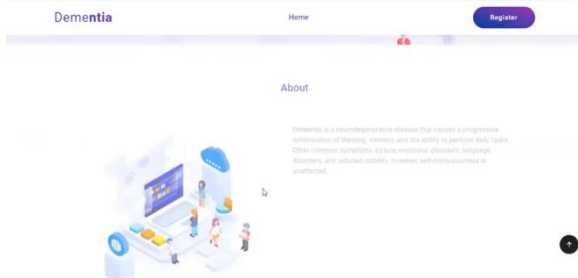 Dementia
Home
Register
About
Dementia is a neurodegenerative disease that causes a progressive
deterioration of thinking, memory and the ability to perform daily tasks.
Other common symptoms include emotional disorders, language
disorders, and reduced mobility. However, self-consciousness is
unaffected.